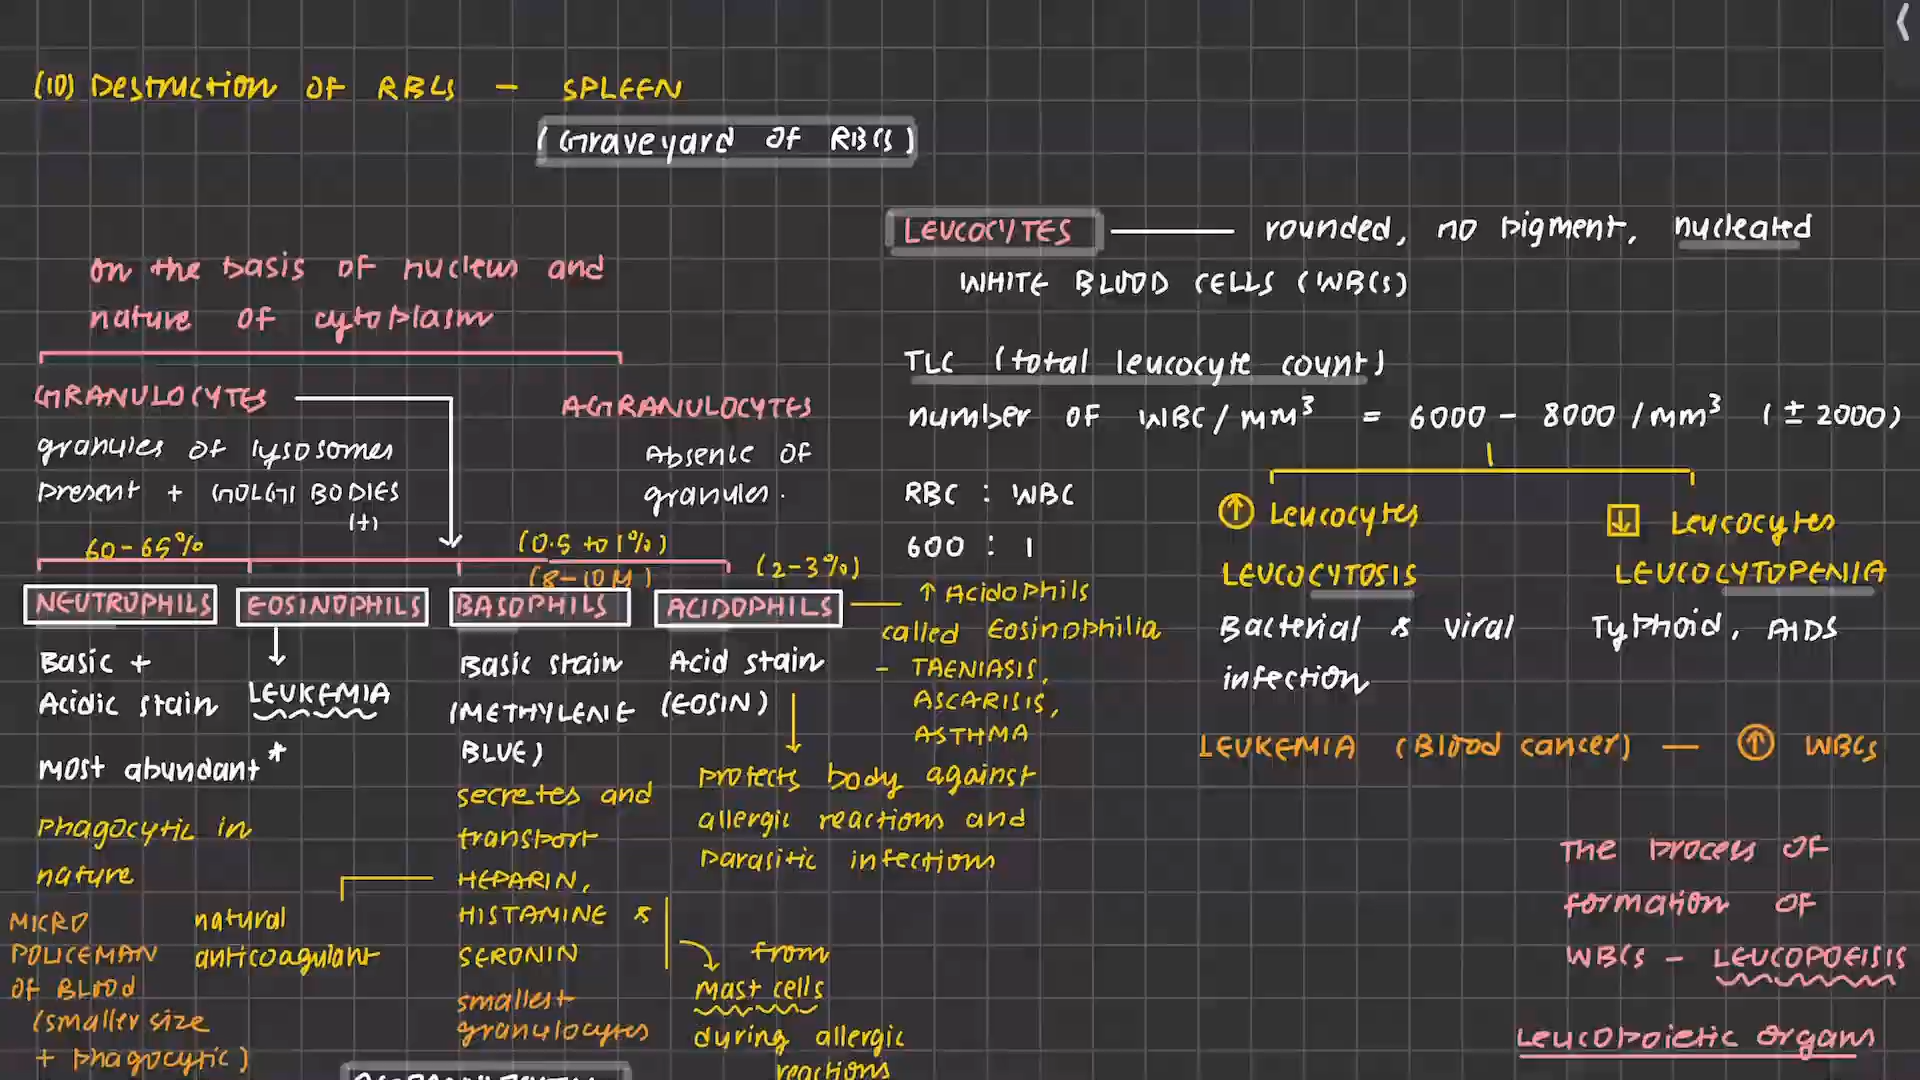 (10) Destruction of RBCs - SPLEEN
(Graveyard of RBCs)
on the basis of nucleus and
nature of cytoplasm
GRANULOCYTES
granules of lysosomes
present + GOLGI BODIES
(+)
AGRANULOCYTES
Absence of
granules.
60-65%
(0.5 to 1%)
(8-10M)
(2-3%)
NEUTROPHILS
EOSINOPHILS
BASOPHILS
ACIDOPHILS
Basic +
Acidic stain
most abundant *
phagocytic in
nature
MICRO
POLICEMAN
OF Blood
(smaller size
+ phagocytic)
LEUKEMIA
Basic stain
(METHYLENE
BLUE)
secretes and
transport
HEPARIN,
HISTAMINE &
SERONIN
smallest
granulocytes
natural
anticoagulant
from
mast cells
during allergic
reactions
Acid stain
(EOSIN)
protects body against
allergic reactions and
parasitic infections
↑ Acidophils
called Eosinophilia
- TAENIASIS,
ASCARISIS,
ASTHMA
LEUCOCYTES — rounded, no pigment, nucleated
WHITE BLOOD CELLS (WBCs)
TLC (total leucocyte count)
number of WBC/mm³ = 6000 - 8000 /mm³ (± 2000)
RBC : WBC
600 : 1
↑ Leucocytes
LEUCOCYTOSIS
Bacterial & viral
infection
↓ Leucocytes
LEUCOCYTOPENIA
Typhoid, AIDS
LEUKEMIA (Blood cancer) — ↑ WBCs
The process of
formation of
WBCs - LEUCOPOEISIS
Leucopoietic organs